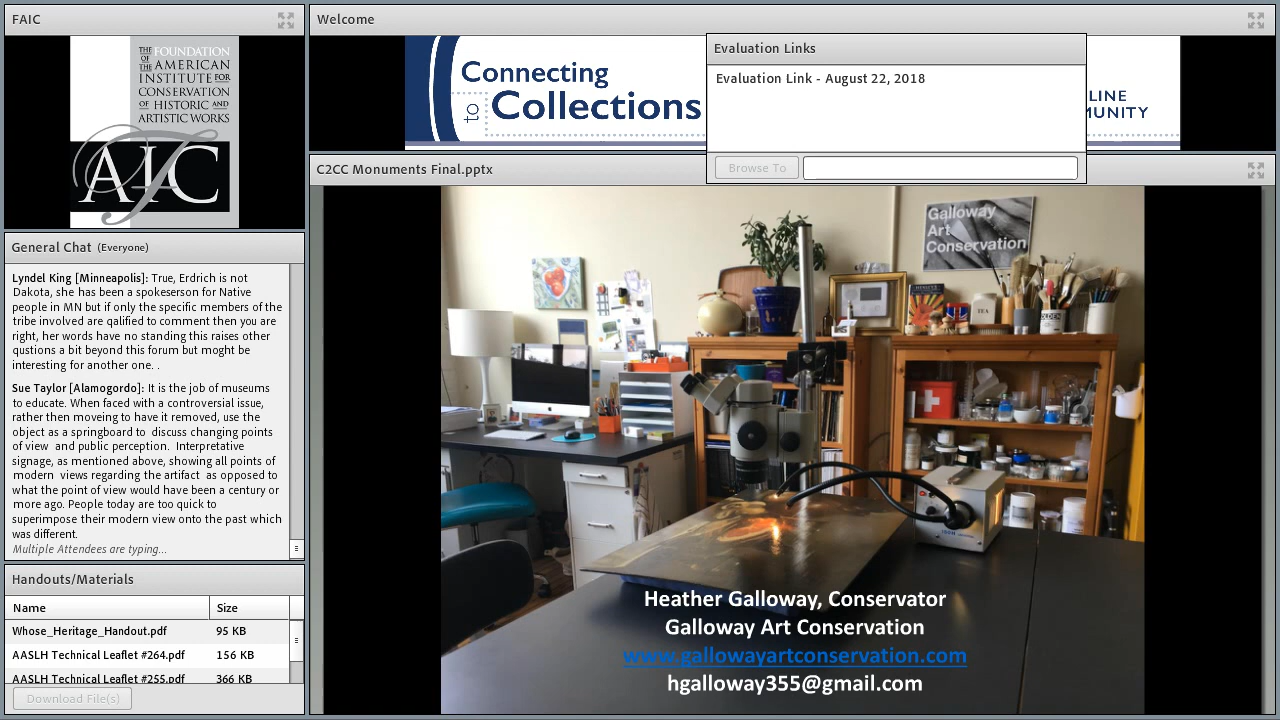 FAIC
THE FOUNDATION
OF THE AMERICAN
INSTITUTE FOR
CONSERVATION
OF HISTORIC AND
ARTISTIC WORKS
AIC
General Chat (Everyone)
Lyndel King [Minneapolis]: True, Erdrich is not
Dakota, she has been a spokeserson for Native
people inIMN but if only the specific members of the
tribe involved are qalified to comment then you are
right, her words have no standing this raises other
qustions a bit beyond this forum but moght be
interesting for another one. .
Sue Taylor [Alamogordo]: It is the job of museums
to educate. When faced with a controversial issue,
rather then moveing to have it removed, use the
object as a springboard to discuss changing points
of view and public perception. Interpretative
signage, as mentioned above, showing all points of
modern views regarding the artifact as opposed to
what the point of view would have been a century or
more ago. People today are too quick to
superimpose their modern view onto the past which
was different.
Multiple Attendees are typing...
Handouts/Materials
Name Size
Whose_Heritage_Handout.pdf 95 KB
AASLH Technical Leaflet #264.pdf 156 KB
AASLH Technical Leaflet #255.pdf 366 KB
Download File(s)
Welcome
Connecting
to Collections
LINE
MUNITY
Evaluation Links
Evaluation Link - August 22, 2018
Browse To
C2CC Monuments Final.pptx
Galloway
Art
Conservation
TEA
GOLDEN
Heather Galloway, Conservator
Galloway Art Conservation
www.gallowayartconservation.com
hgalloway355@gmail.com